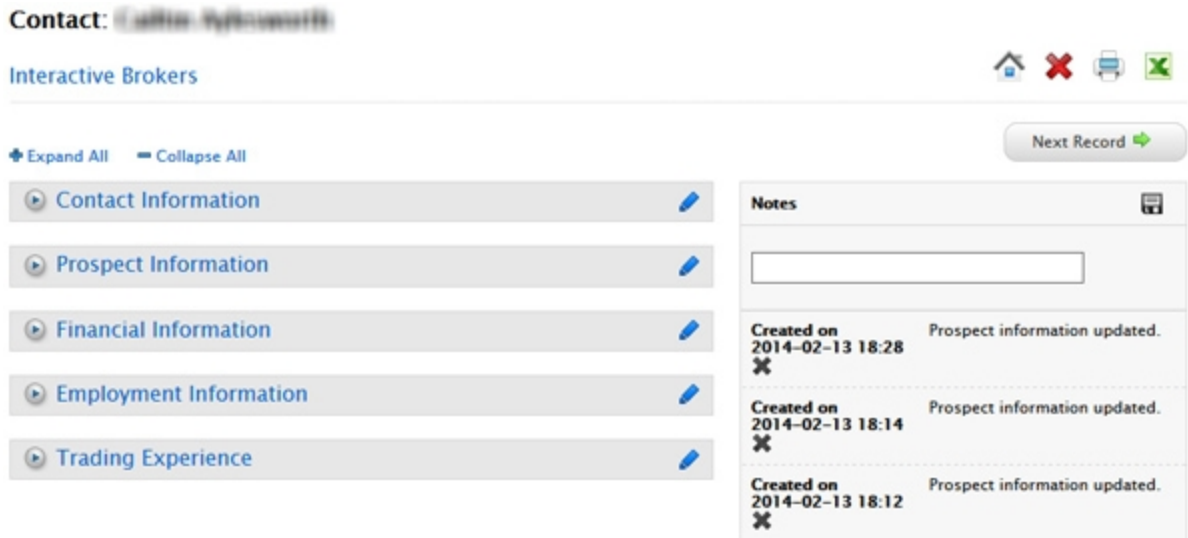 Contact:
Interactive Brokers
Next Record
Expand All
Collapse All
Contact Information
Prospect Information
Financial Information
Employment Information
Trading Experience
Notes
Created on
2014-02-13 18:28
Prospect information updated.
Created on
2014-02-13 18:14
Prospect information updated.
Created on
2014-02-13 18:12
Prospect information updated.